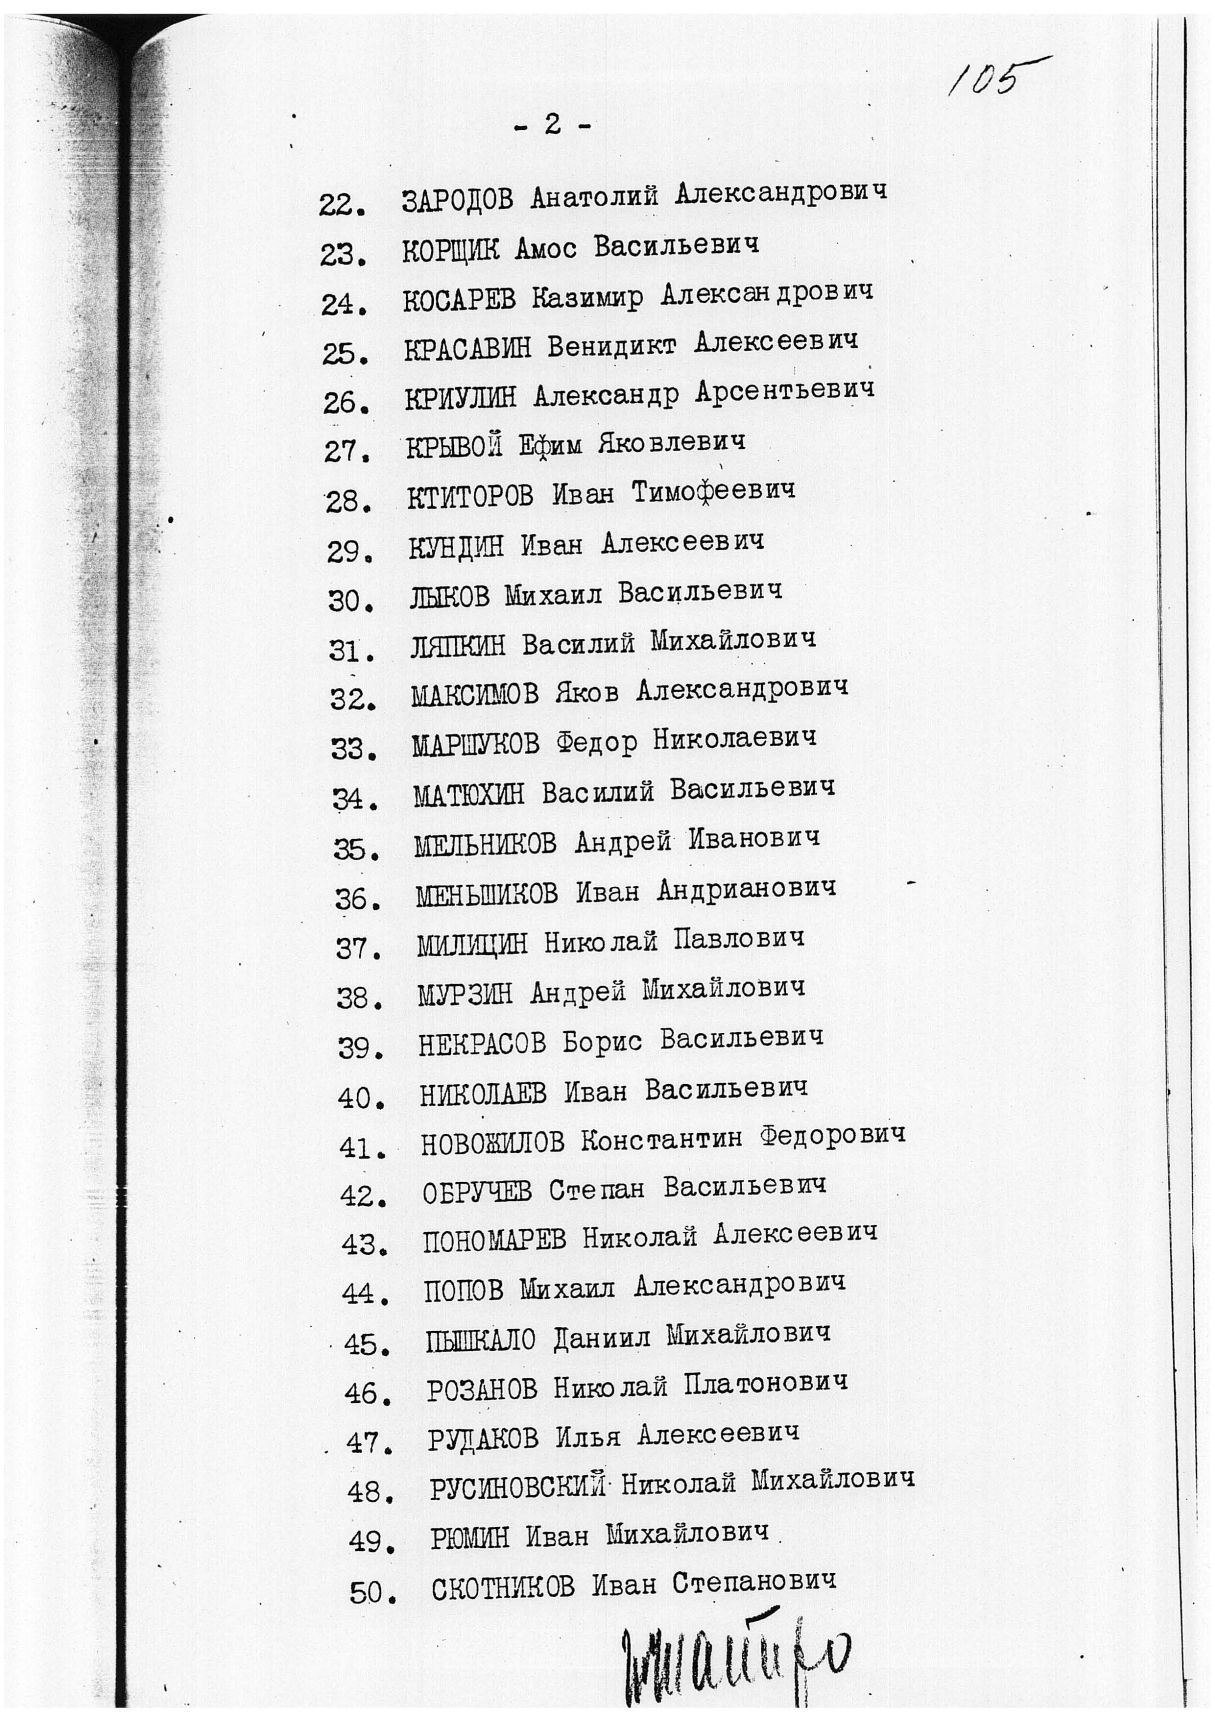 105
- 2 -
22. ЗАРОДОВ Анатолий Александрович
23. КОРЩИК Амос Васильевич
24. КОСАРЕВ Казимир Александрович
25. КРАСАВИН Венидикт Алексеевич
26. КРИУЛИН Александр Арсентьевич
27. КРЫВОЙ Ефим Яковлевич
28. КТИТОРОВ Иван Тимофеевич
29. КУНДИН Иван Алексеевич
30. ЛЫКОВ Михаил Васильевич
31. ЛЯПКИН Василий Михайлович
32. МАКСИМОВ Яков Александрович
33. МАРШУКОВ Федор Николаевич
34. МАТЮХИН Василий Васильевич
35. МЕЛЬНИКОВ Андрей Иванович
36. МЕНЬШИКОВ Иван Андрианович
37. МИЛИЦИН Николай Павлович
38. МУРЗИН Андрей Михайлович
39. НЕКРАСОВ Борис Васильевич
40. НИКОЛАЕВ Иван Васильевич
41. НОВОЖИЛОВ Константин Федорович
42. ОБРУЧЕВ Степан Васильевич
43. ПОНОМАРЕВ Николай Алексеевич
44. ПОПОВ Михаил Александрович
45. ПЫШКАЛО Даниил Михайлович
46. РОЗАНОВ Николай Платонович
47. РУДАКОВ Илья Алексеевич
48. РУСИНОВСКИЙ Николай Михайлович
49. РЮМИН Иван Михайлович
50. СКОТНИКОВ Иван Степанович